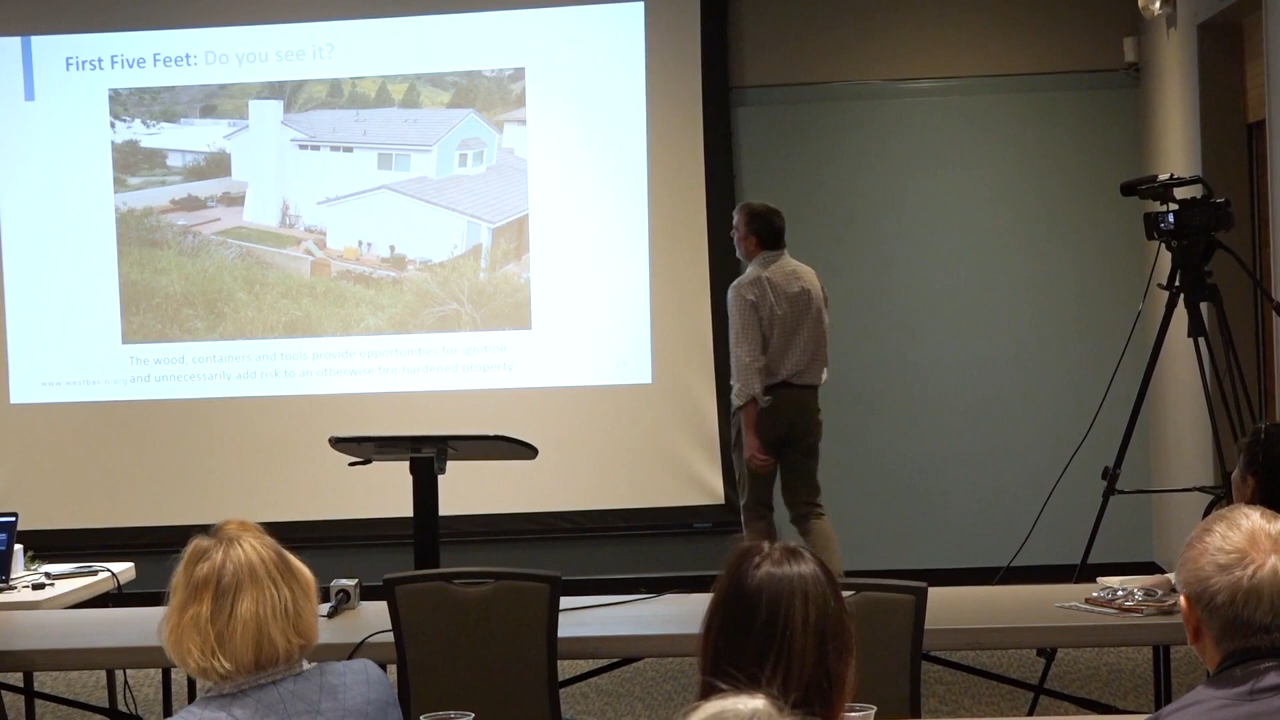 First Five Feet: Do you see it?
The wood, containers and tools provide opportunities for ignition
www.westbasin.org and unnecessarily add risk to an otherwise fire-hardened property.